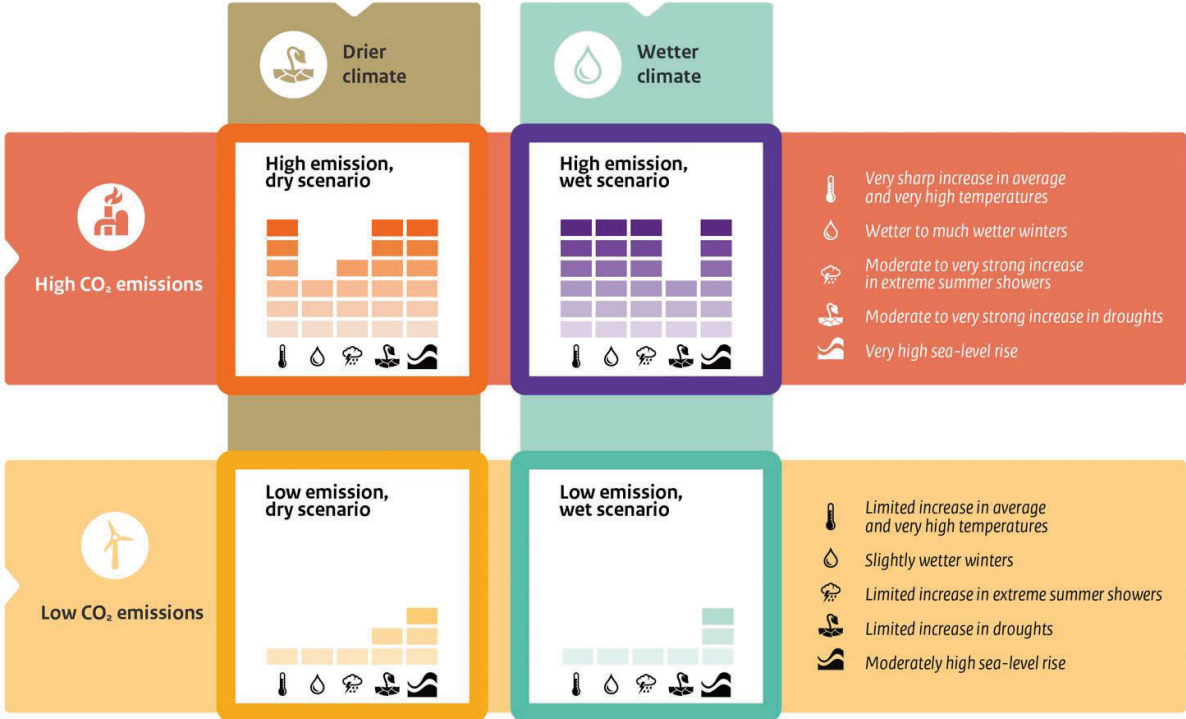 Drier
climate
Wetter
climate
High CO₂ emissions
High emission,
dry scenario
High emission,
wet scenario
Very sharp increase in average
and very high temperatures
Wetter to much wetter winters
Moderate to very strong increase
in extreme summer showers
Moderate to very strong increase in droughts
Very high sea-level rise
Low CO₂ emissions
Low emission,
dry scenario
Low emission,
wet scenario
Limited increase in average
and very high temperatures
Slightly wetter winters
Limited increase in extreme summer showers
Limited increase in droughts
Moderately high sea-level rise